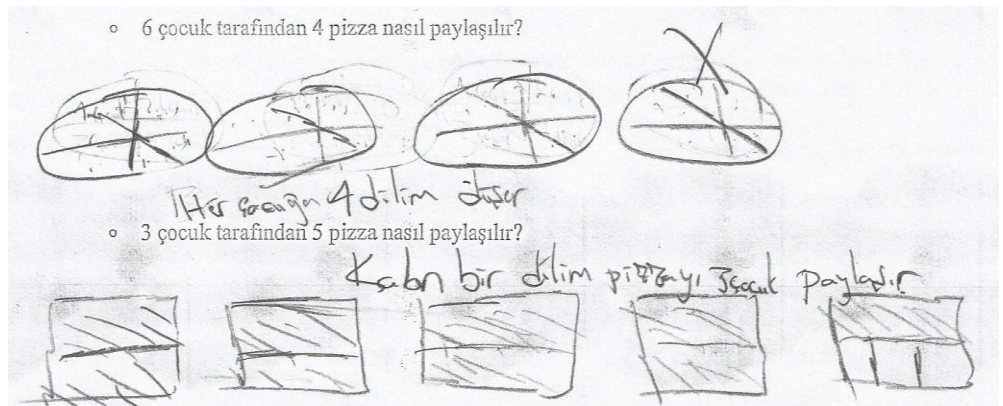 6 çocuk tarafından 4 pizza nasıl paylaşılır?
Her çocuğa 4 dilim düşer
3 çocuk tarafından 5 pizza nasıl paylaşılır?
Kalan bir dilim pizzayı 3 çocuk paylaşır